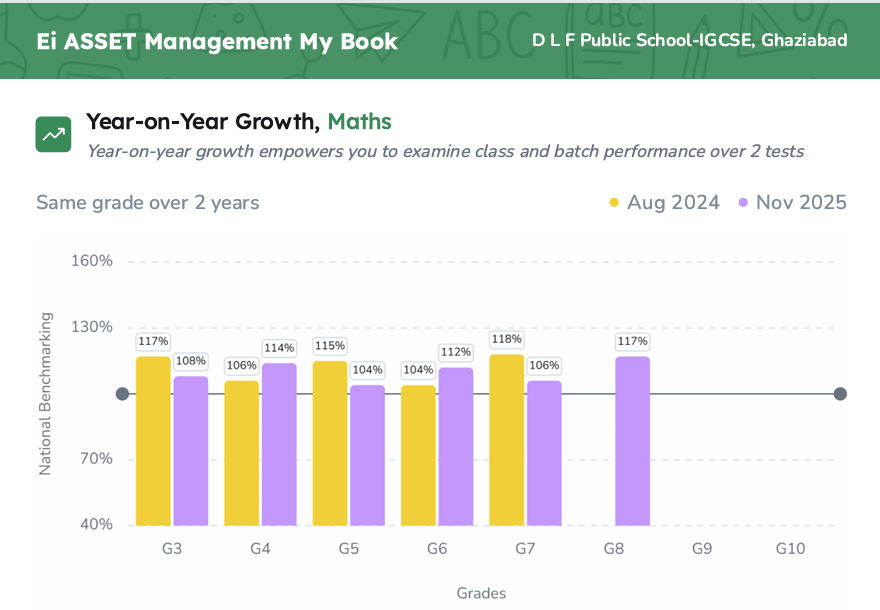 Ei ASSET Management My Book
D L F Public School-IGCSE, Ghaziabad
ABC
abc
Year-on-Year Growth, Maths
Year-on-year growth empowers you to examine class and batch performance over 2 tests
Same grade over 2 years
Aug 2024 Nov 2025
National Benchmarking
160%
130%
70%
40%
117% 108% 106% 114% 115% 104% 104% 112% 118% 106% 117%
G3 G4 G5 G6 G7 G8 G9 G10
Grades